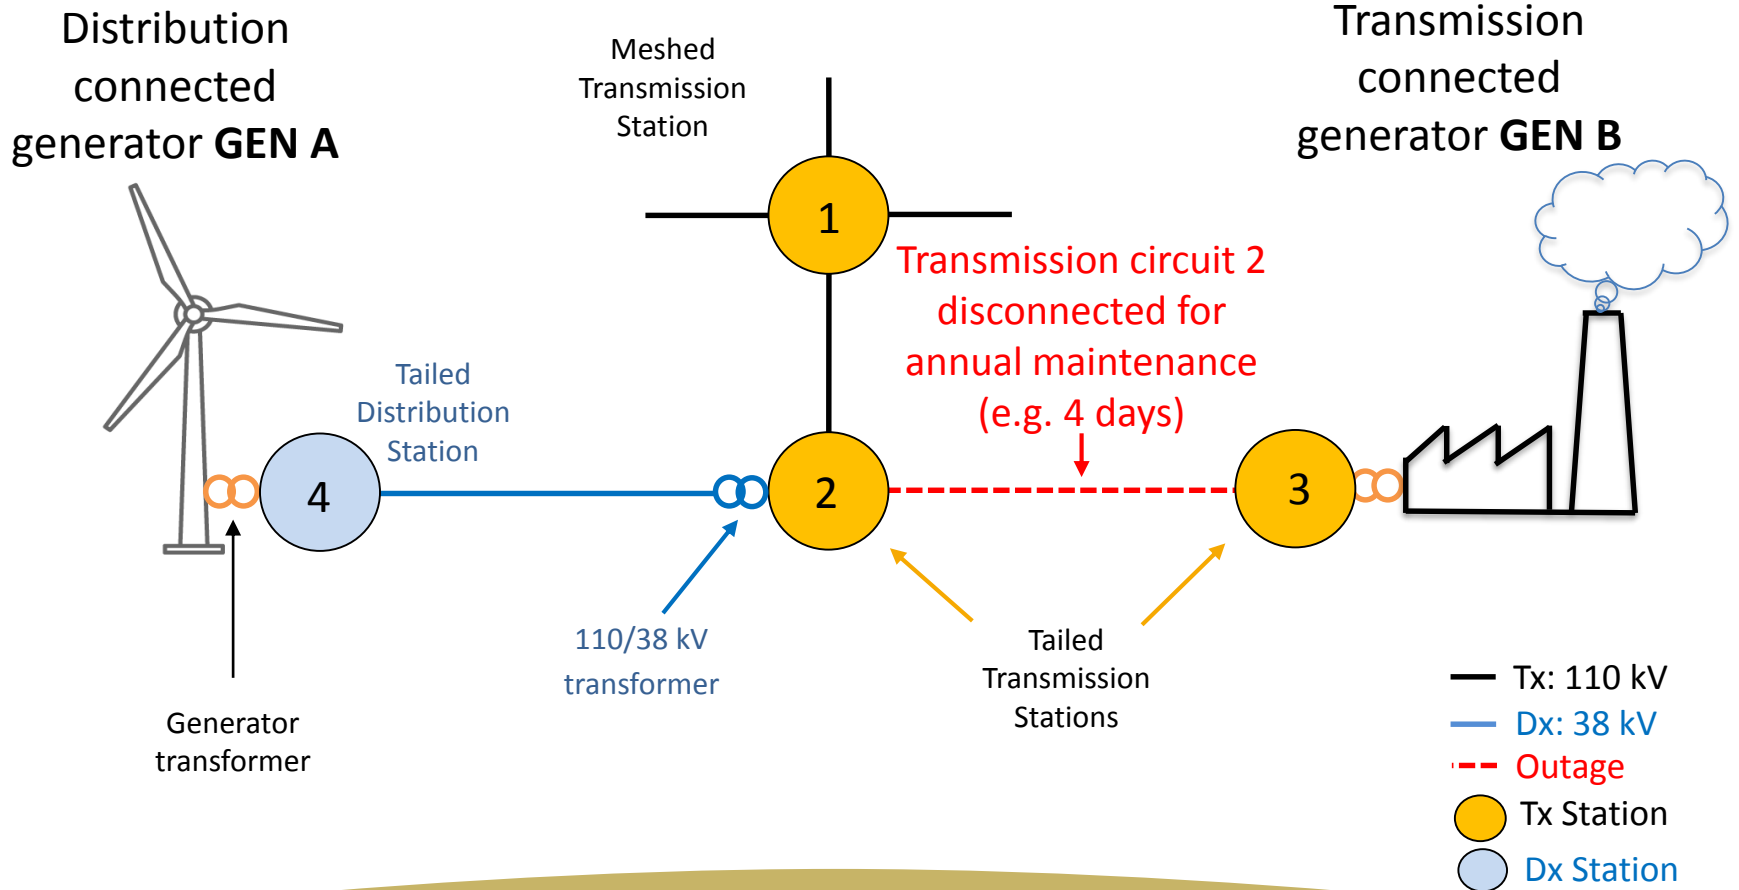 Distribution
connected
generator GEN A
Meshed
Transmission
Station
Transmission
connected
generator GEN B
1
Transmission circuit 2
disconnected for
annual maintenance
(e.g. 4 days)
Tailed
Distribution
Station
4
2
3
110/38 kV
transformer
Tailed
Transmission
Stations
Generator
transformer
Tx: 110 kV
Dx: 38 kV
Outage
Tx Station
Dx Station